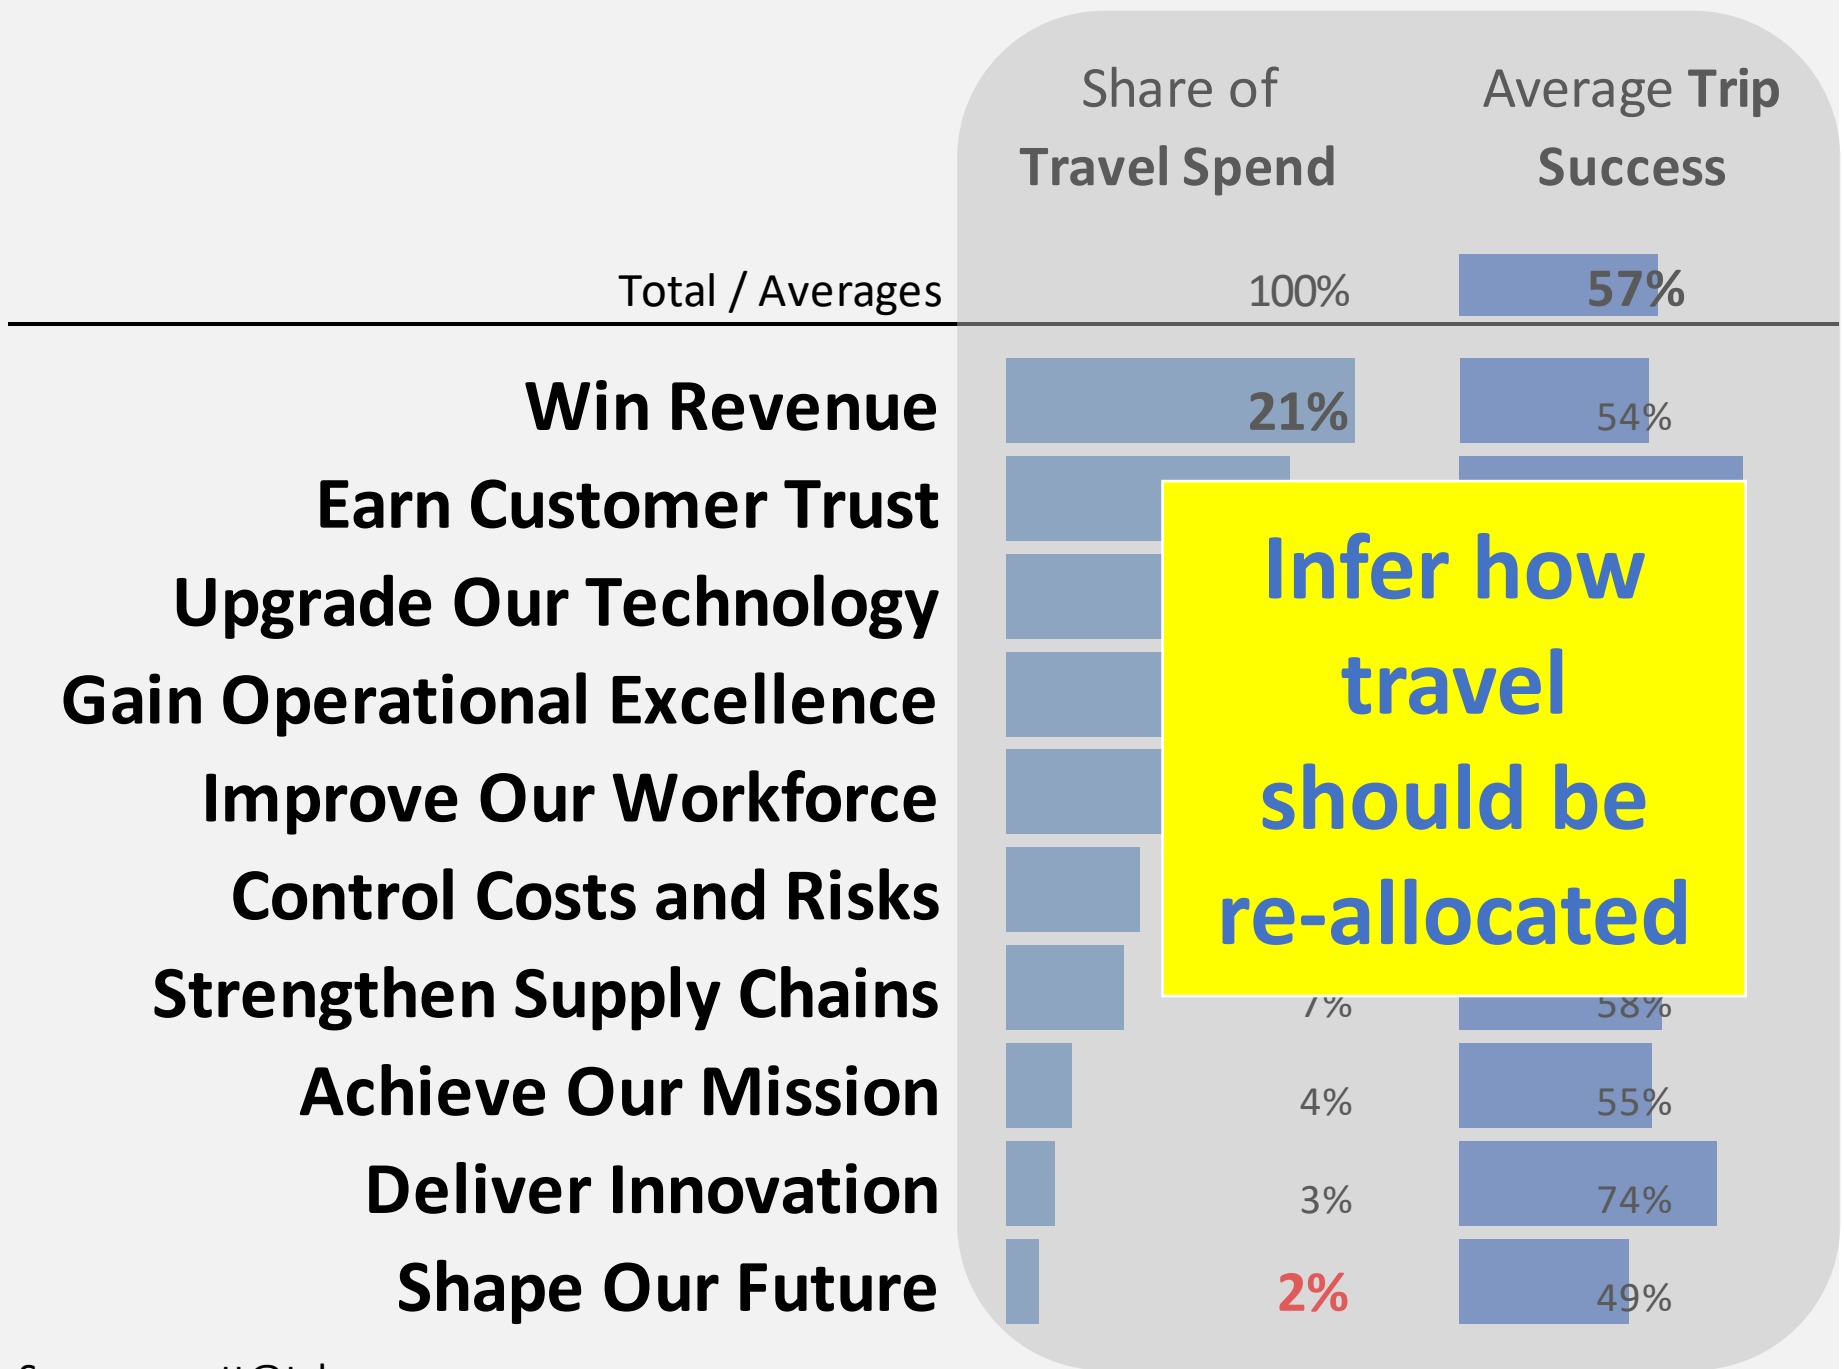 Share of Average Trip
Travel Spend Success
Total / Averages 100% 57%
Win Revenue 21% 54%
Earn Customer Trust
Upgrade Our Technology
Gain Operational Excellence
Improve Our Workforce
Control Costs and Risks
Infer how
travel
should be
re-allocated
Strengthen Supply Chains 7% 58%
Achieve Our Mission 4% 55%
Deliver Innovation 3% 74%
Shape Our Future 2% 49%